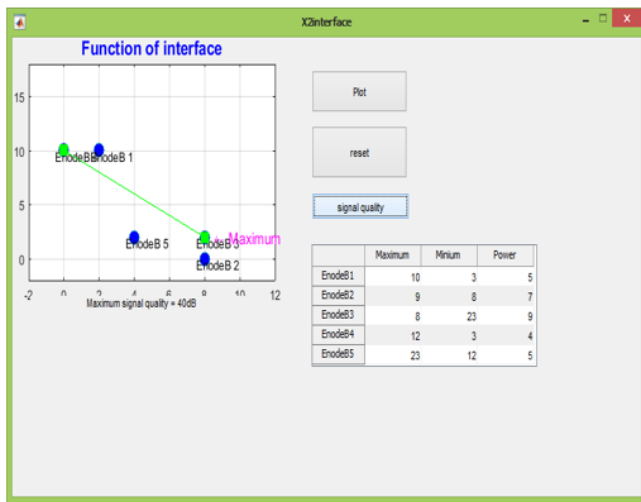 X2interface
Function of interface
15
10
5
0
-2 0 2 4 6 8 10 12
EnodeB EnodeB 1
EnodeB 5
EnodeB 3
EnodeB 2
Maximum
Maximum signal quality = 40dB
Plot
reset
signal quality
Maximum Minium Power
EnodeB1 10 3 5
EnodeB2 9 8 7
EnodeB3 8 23 9
EnodeB4 12 3 4
EnodeB5 23 12 5